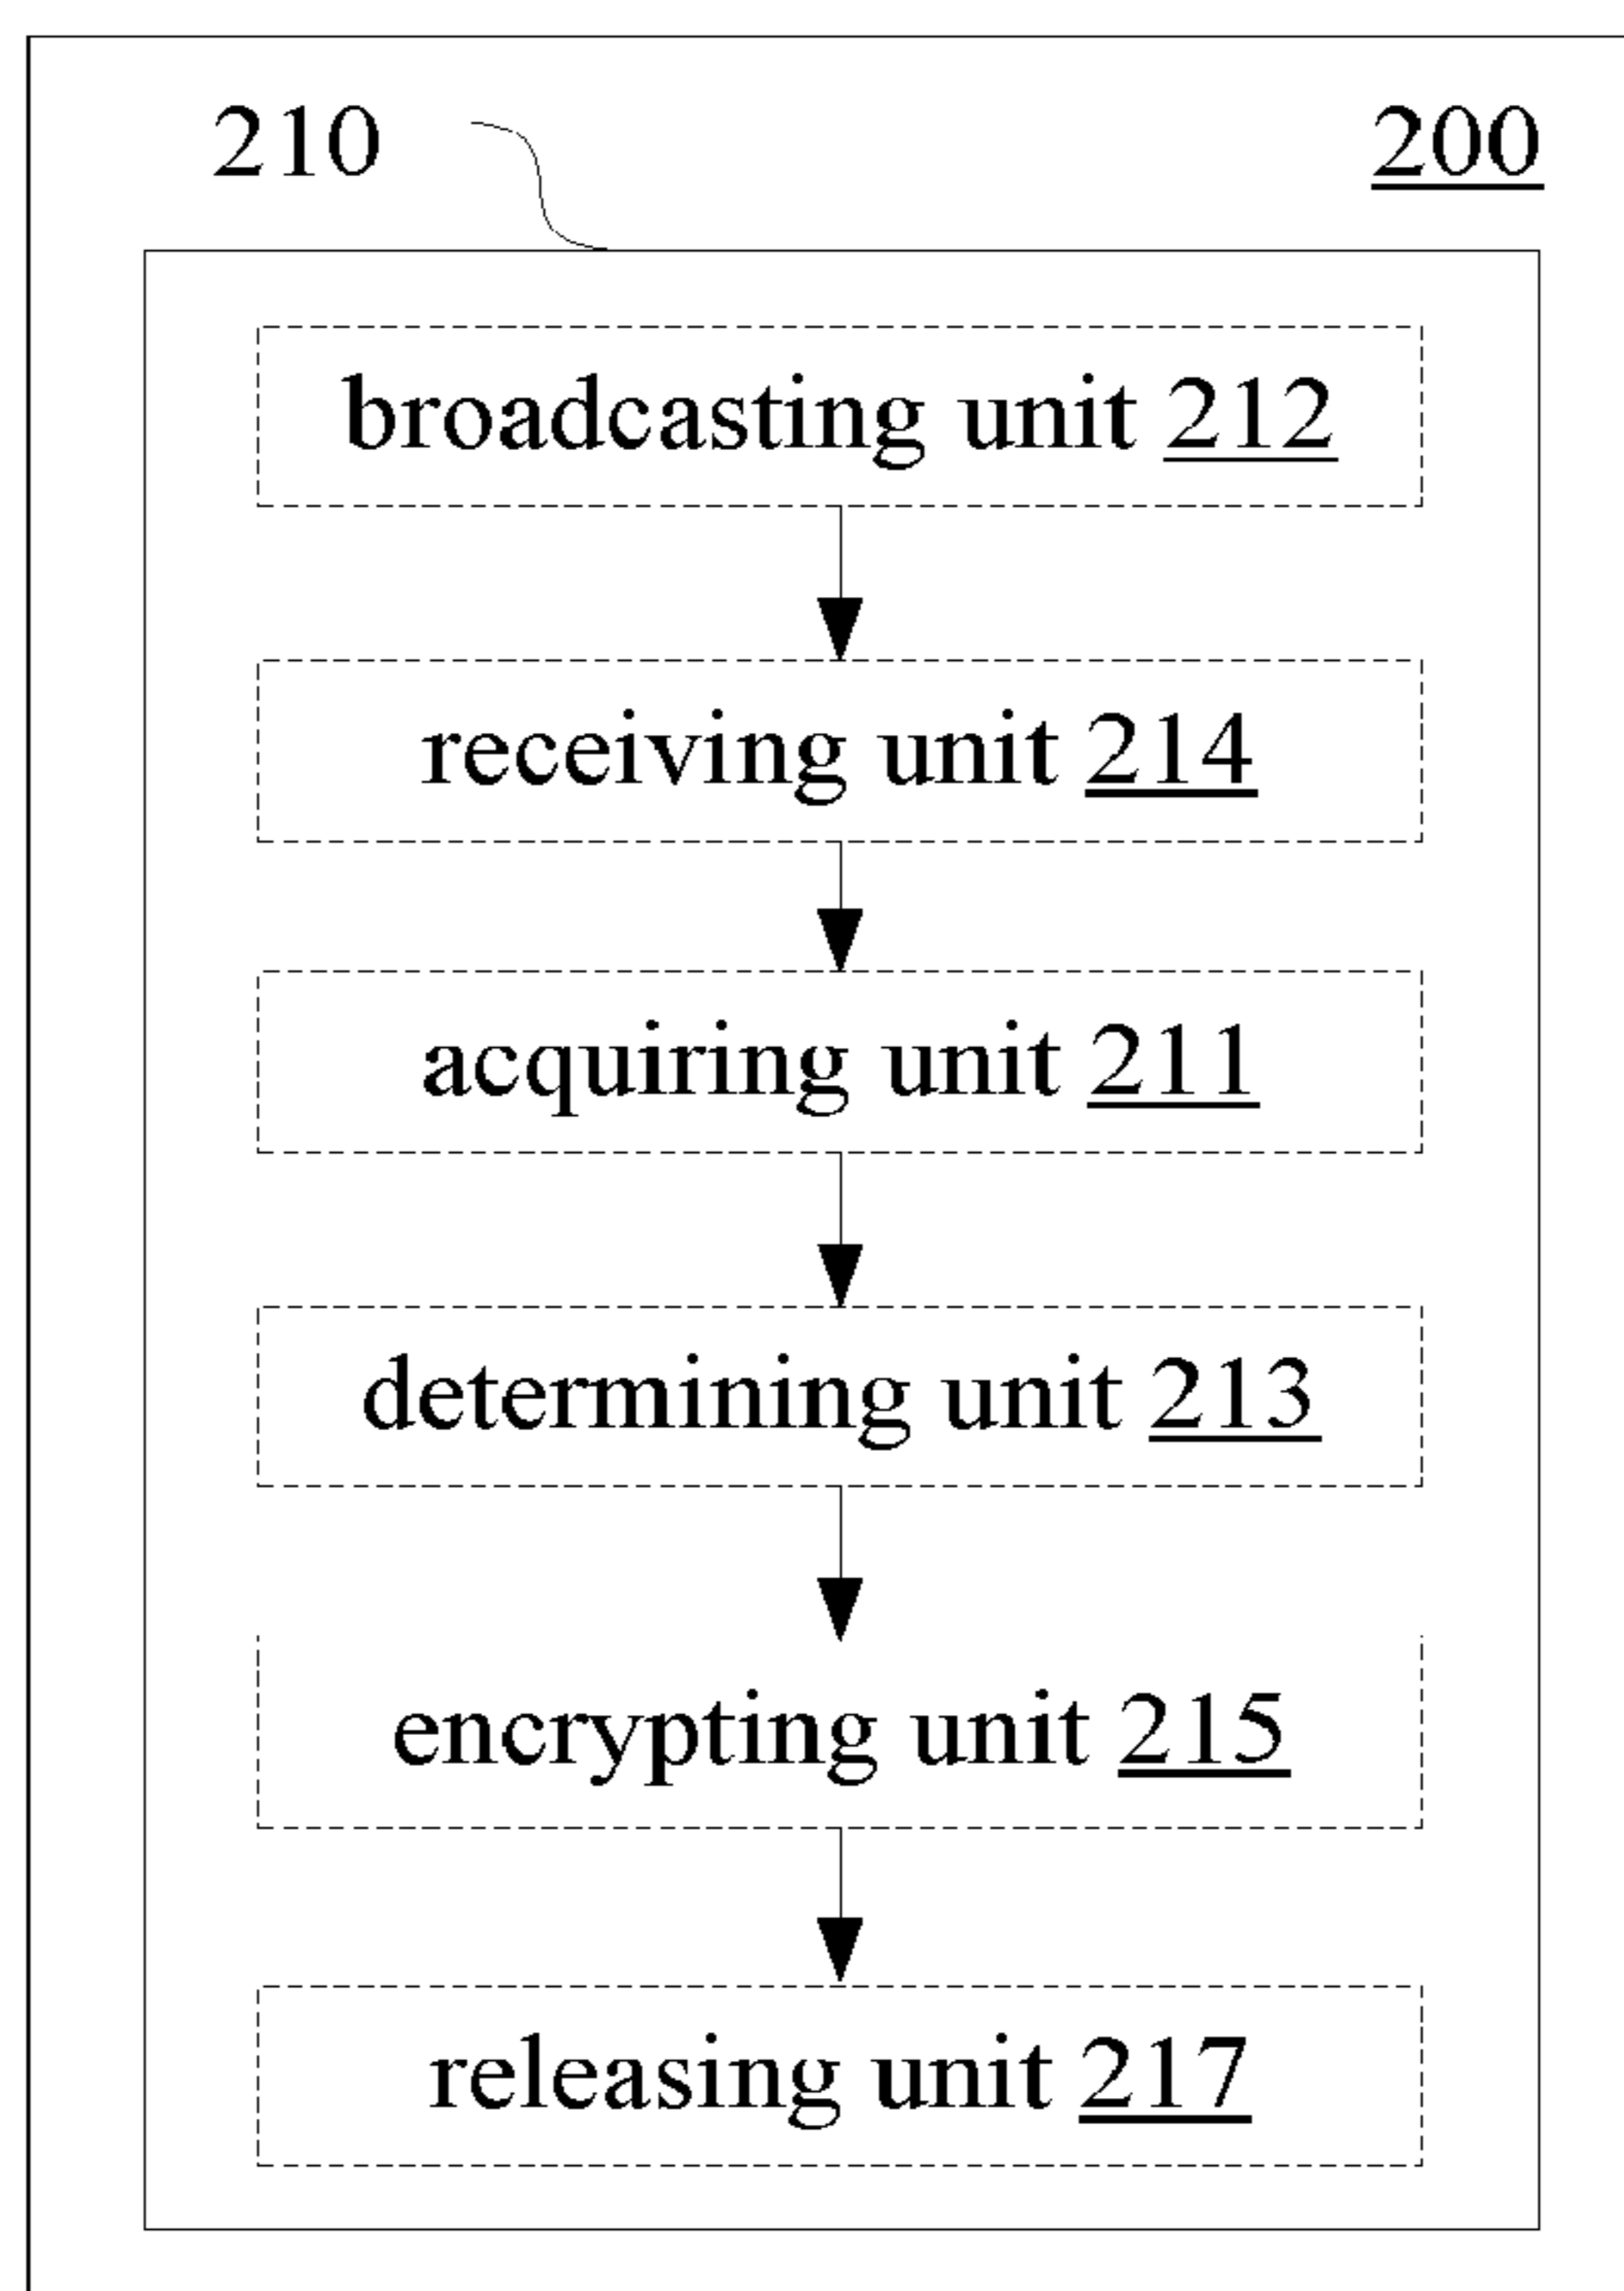 210
200
broadcasting unit 212
receiving unit 214
acquiring unit 211
determining unit 213
encrypting unit 215
releasing unit 217